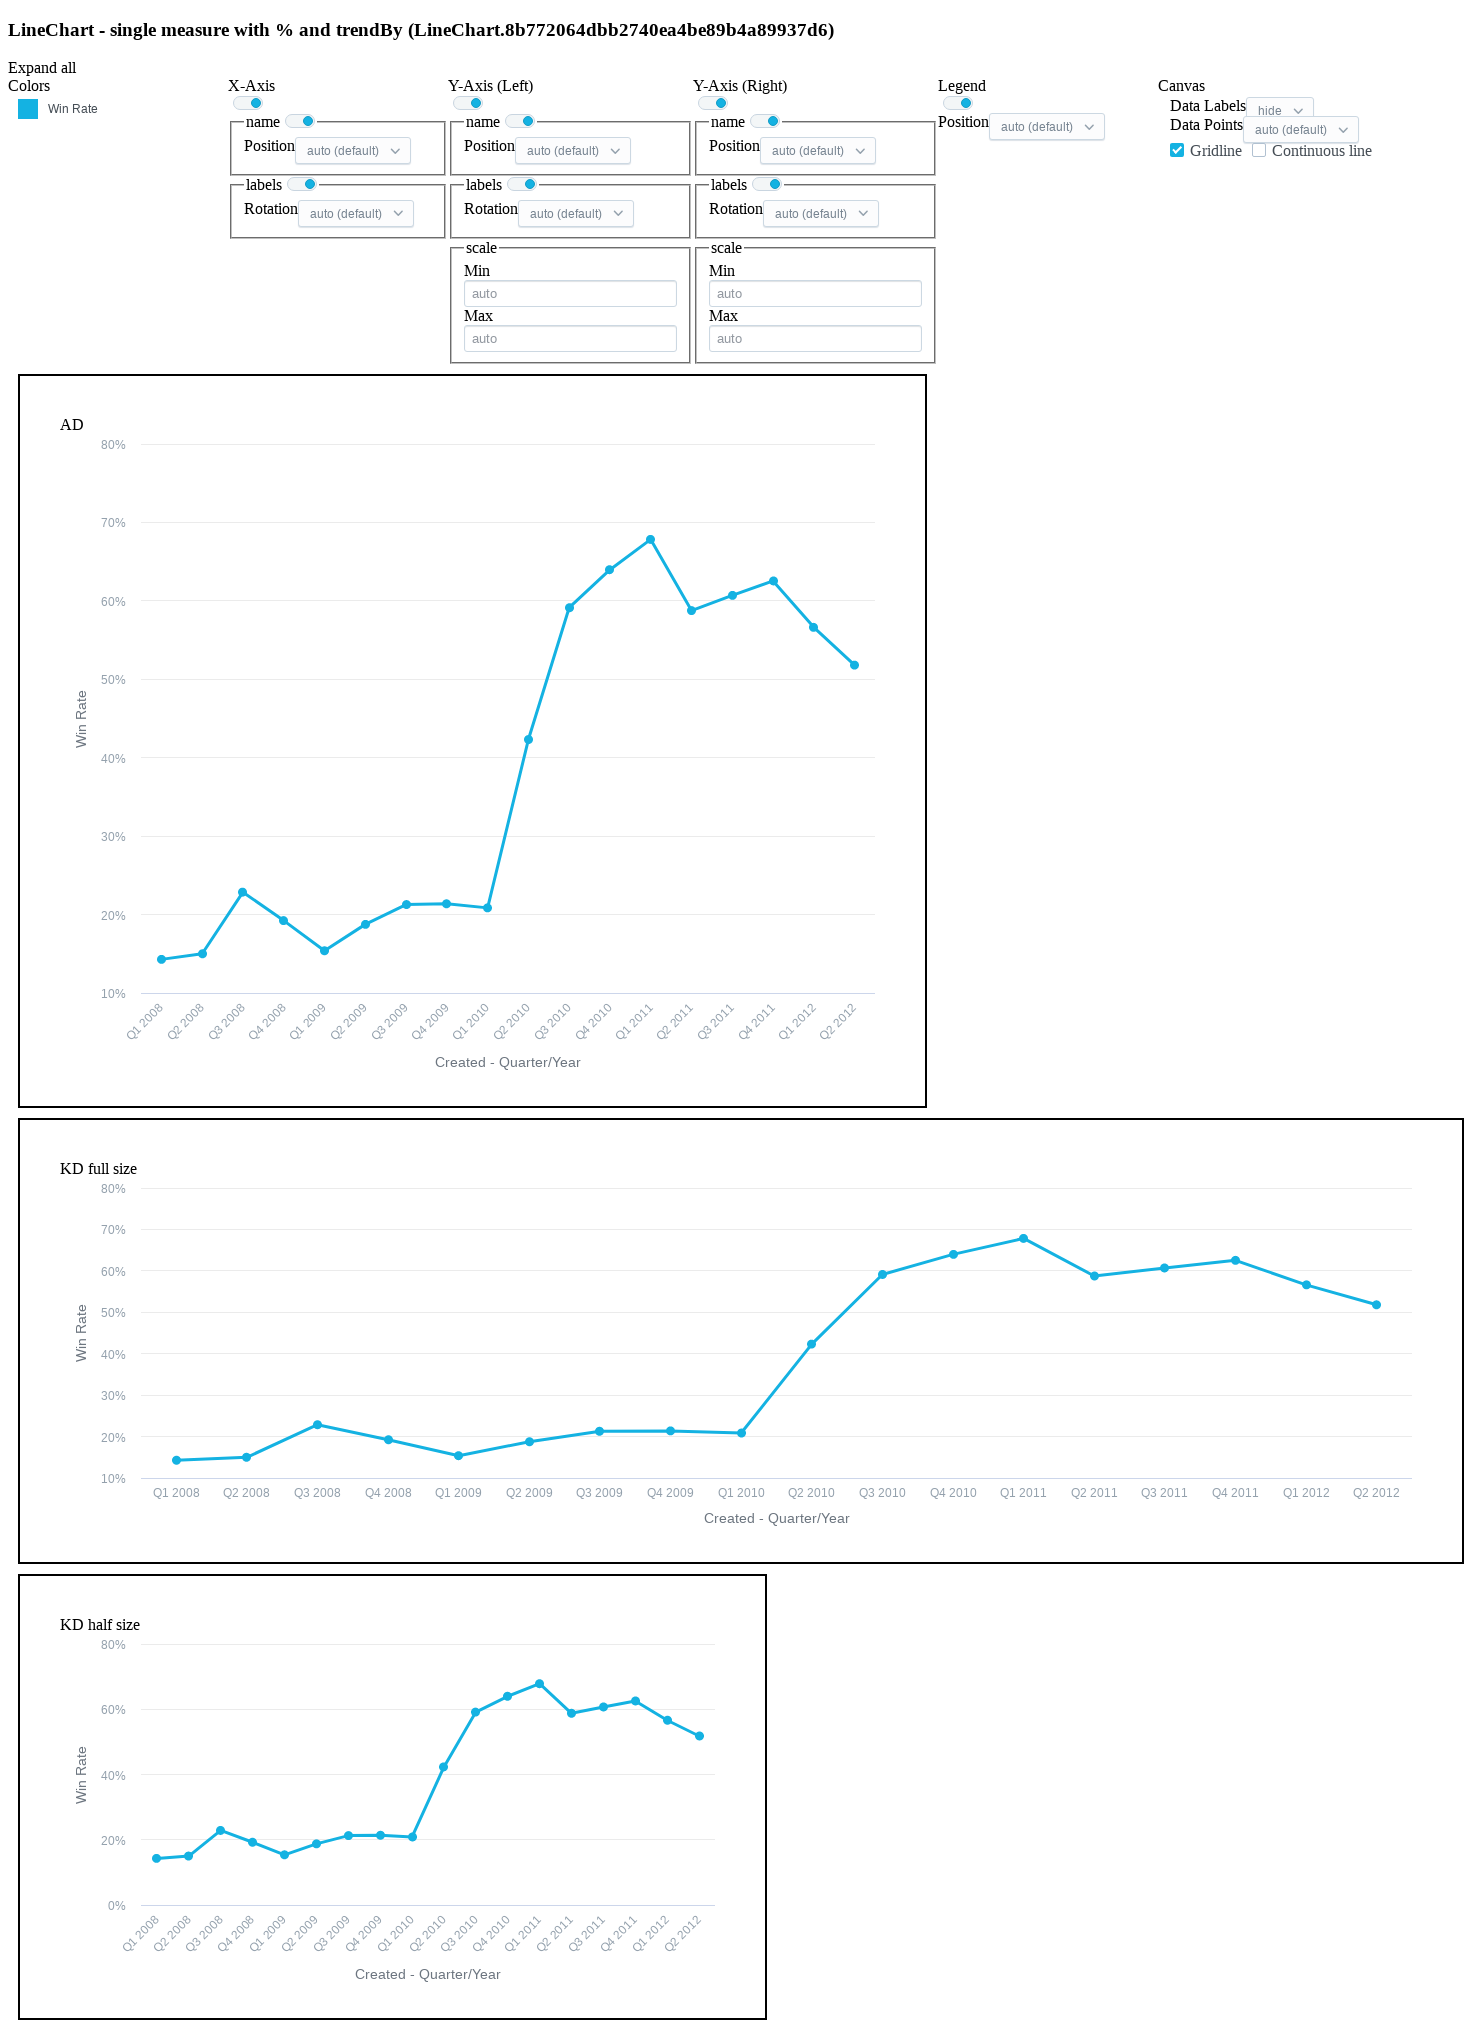 LineChart - single measure with % and trendBy (LineChart.8b772064dbb2740ea4be89b4a89937d6)
Expand all
Colors
Win Rate
X-Axis
name
Position auto (default)
labels
Rotation auto (default)
Y-Axis (Left)
name
Position auto (default)
labels
Rotation auto (default)
scale
Min
auto
Max
auto
Y-Axis (Right)
name
Position auto (default)
labels
Rotation auto (default)
scale
Min
auto
Max
auto
Legend
Position auto (default)
Canvas
Data Labels hide
Data Points auto (default)
Gridline Continuous line
AD
80%
70%
60%
50%
40%
30%
20%
10%
Win Rate
Q1 2008 Q2 2008 Q3 2008 Q4 2008 Q1 2009 Q2 2009 Q3 2009 Q4 2009 Q1 2010 Q2 2010 Q3 2010 Q4 2010 Q1 2011 Q2 2011 Q3 2011 Q4 2011 Q1 2012 Q2 2012
Created - Quarter/Year
KD full size
80%
70%
60%
50%
40%
30%
20%
10%
Win Rate
Q1 2008 Q2 2008 Q3 2008 Q4 2008 Q1 2009 Q2 2009 Q3 2009 Q4 2009 Q1 2010 Q2 2010 Q3 2010 Q4 2010 Q1 2011 Q2 2011 Q3 2011 Q4 2011 Q1 2012 Q2 2012
Created - Quarter/Year
KD half size
80%
60%
40%
20%
0%
Win Rate
Q1 2008 Q2 2008 Q3 2008 Q4 2008 Q1 2009 Q2 2009 Q3 2009 Q4 2009 Q1 2010 Q2 2010 Q3 2010 Q4 2010 Q1 2011 Q2 2011 Q3 2011 Q4 2011 Q1 2012 Q2 2012
Created - Quarter/Year